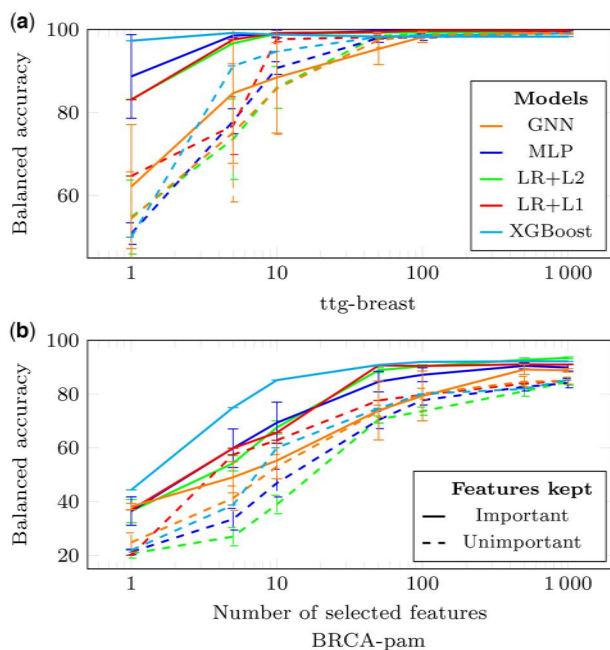 (a)
100
80
60
Balanced accuracy
Models
GNN
MLP
LR+L2
LR+L1
XGBoost
1
10
100
1 000
ttg-breast
(b)
100
80
60
40
20
Balanced accuracy
Features kept
Important
Unimportant
1
10
100
1 000
Number of selected features
BRCA-pam